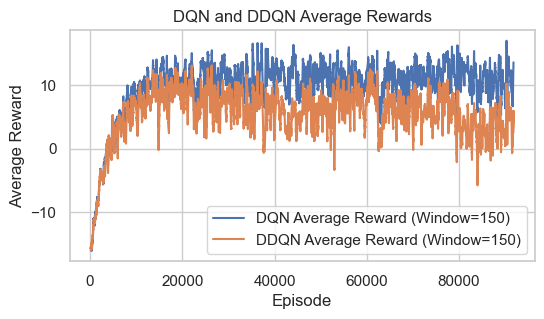 DQN and DDQN Average Rewards
Average Reward
10
0
−10
0
20000
40000
60000
80000
Episode
DQN Average Reward (Window=150)
DDQN Average Reward (Window=150)